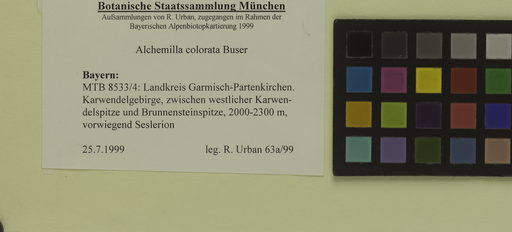 Botanische Staatssammlung München
Aufsammlungen von R. Urban, zugegangen im Rahmen der
Bayerischen Alpenbiotopkartierung 1999
Alchemilla colorata Buser
Bayern:
MTB 8533/4: Landkreis Garmisch-Partenkirchen.
Karwendelgebirge, zwischen westlicher Karwen-
delspitze und Brunnensteinspitze, 2000-2300 m,
vorwiegend Seslerion
25.7.1999 leg. R. Urban 63a/99